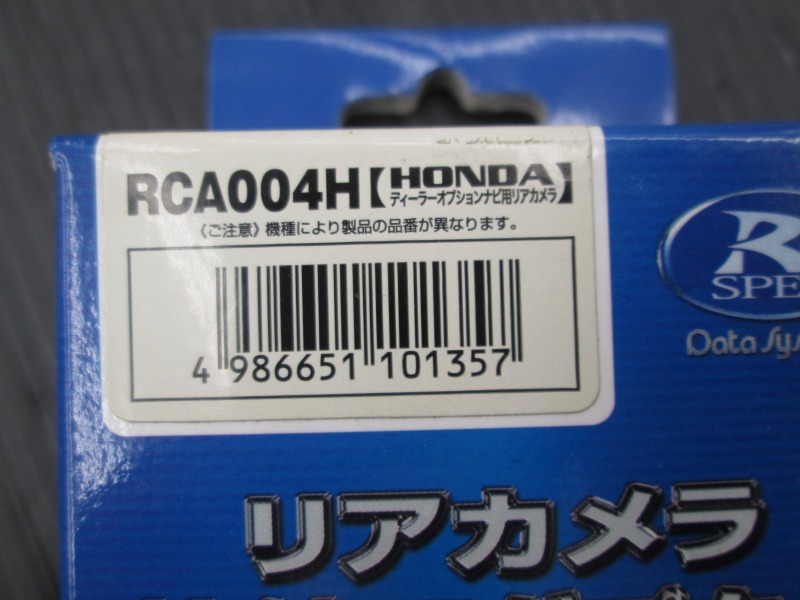 RCA004H【HONDA ディーラーオプションナビ用リアカメラ】
《ご注意》機種により製品の品番が異なります。
4 986651 101357
R
SPE
Data Sys
リアカメラ